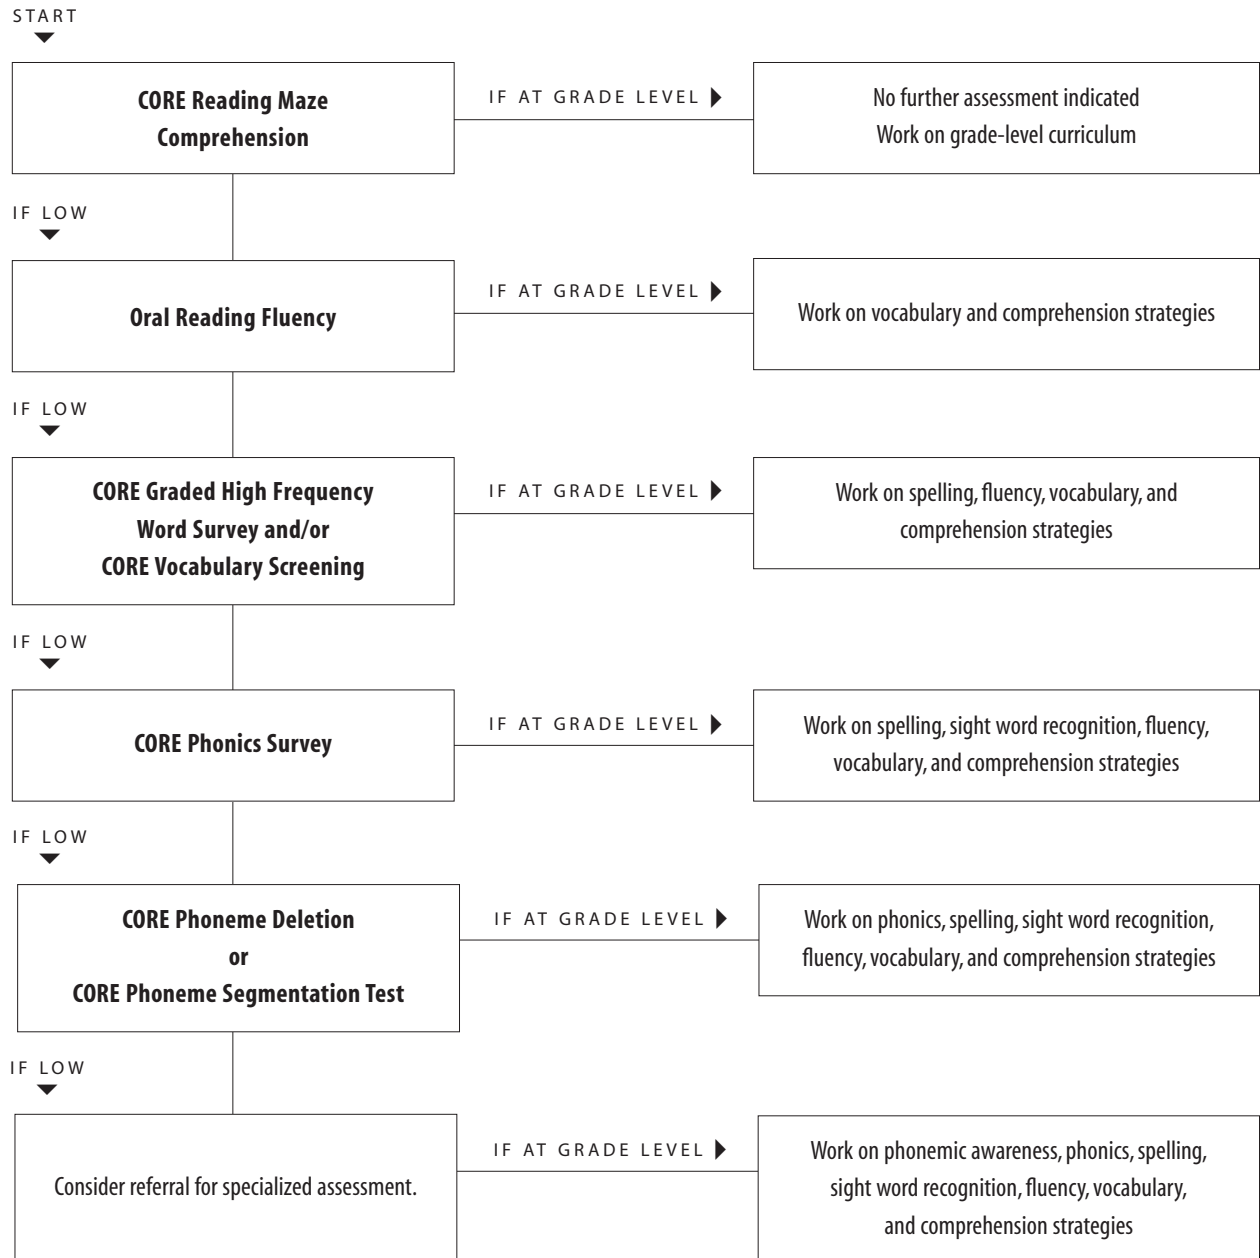 START
CORE Reading Maze
Comprehension
IF AT GRADE LEVEL
No further assessment indicated
Work on grade-level curriculum
IF LOW
Oral Reading Fluency
IF AT GRADE LEVEL
Work on vocabulary and comprehension strategies
IF LOW
CORE Graded High Frequency
Word Survey and/or
CORE Vocabulary Screening
IF AT GRADE LEVEL
Work on spelling, fluency, vocabulary, and
comprehension strategies
IF LOW
CORE Phonics Survey
IF AT GRADE LEVEL
Work on spelling, sight word recognition, fluency,
vocabulary, and comprehension strategies
IF LOW
CORE Phoneme Deletion
or
CORE Phoneme Segmentation Test
IF AT GRADE LEVEL
Work on phonics, spelling, sight word recognition,
fluency, vocabulary, and comprehension strategies
IF LOW
Consider referral for specialized assessment.
IF AT GRADE LEVEL
Work on phonemic awareness, phonics, spelling,
sight word recognition, fluency, vocabulary,
and comprehension strategies